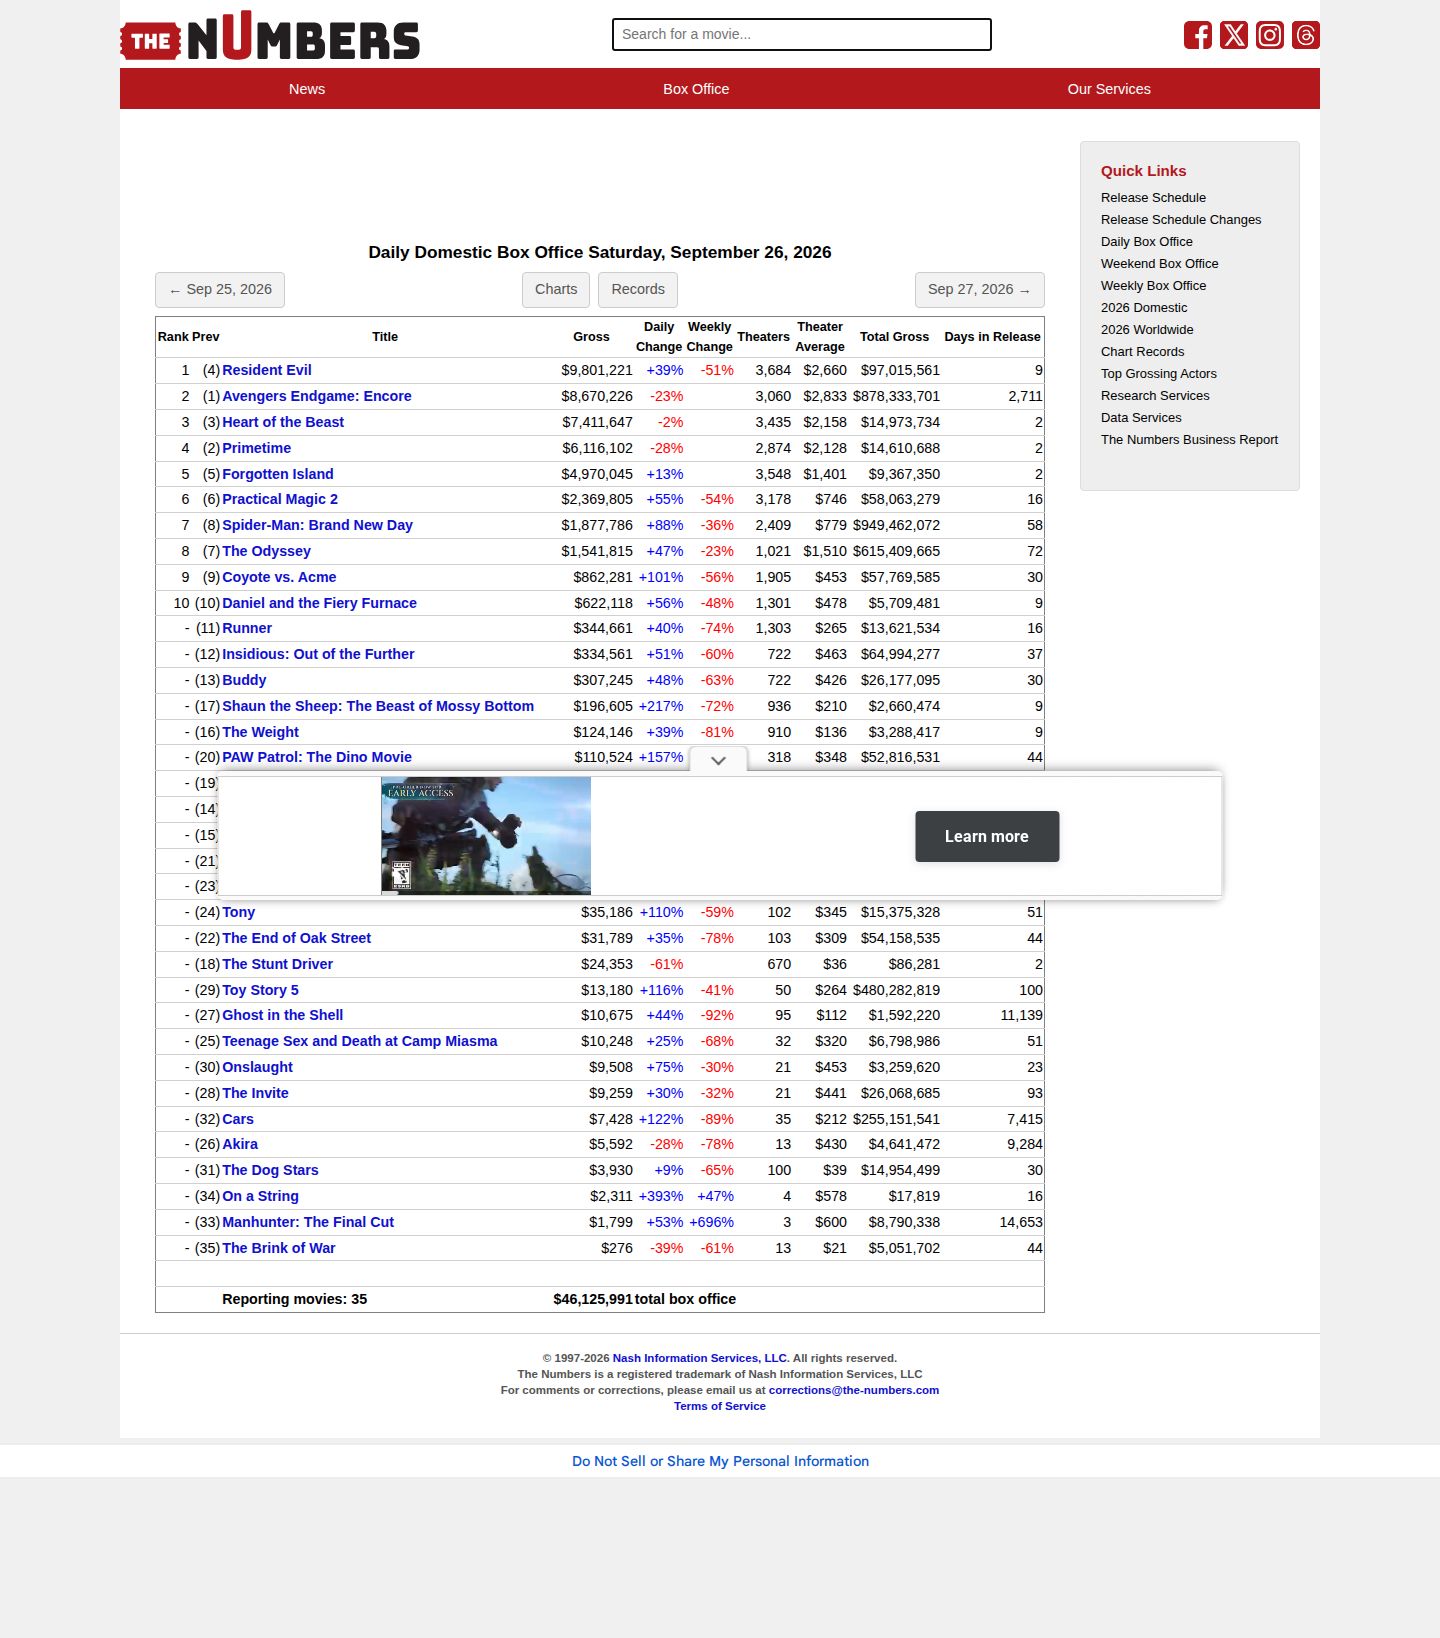 THE NUMBERS
Search for a movie...
News Box Office Our Services
Quick Links
Release Schedule
Release Schedule Changes
Daily Box Office
Weekend Box Office
Weekly Box Office
2026 Domestic
2026 Worldwide
Chart Records
Top Grossing Actors
Research Services
Data Services
The Numbers Business Report
Daily Domestic Box Office Saturday, September 26, 2026
← Sep 25, 2026 Charts Records Sep 27, 2026 →
Rank Prev Title Gross Daily Change Weekly Change Theaters Theater Average Total Gross Days in Release
1 (4) Resident Evil $9,801,221 +39% -51% 3,684 $2,660 $97,015,561 9
2 (1) Avengers Endgame: Encore $8,670,226 -23% 3,060 $2,833 $878,333,701 2,711
3 (3) Heart of the Beast $7,411,647 -2% 3,435 $2,158 $14,973,734 2
4 (2) Primetime $6,116,102 -28% 2,874 $2,128 $14,610,688 2
5 (5) Forgotten Island $4,970,045 +13% 3,548 $1,401 $9,367,350 2
6 (6) Practical Magic 2 $2,369,805 +55% -54% 3,178 $746 $58,063,279 16
7 (8) Spider-Man: Brand New Day $1,877,786 +88% -36% 2,409 $779 $949,462,072 58
8 (7) The Odyssey $1,541,815 +47% -23% 1,021 $1,510 $615,409,665 72
9 (9) Coyote vs. Acme $862,281 +101% -56% 1,905 $453 $57,769,585 30
10 (10) Daniel and the Fiery Furnace $622,118 +56% -48% 1,301 $478 $5,709,481 9
- (11) Runner $344,661 +40% -74% 1,303 $265 $13,621,534 16
- (12) Insidious: Out of the Further $334,561 +51% -60% 722 $463 $64,994,277 37
- (13) Buddy $307,245 +48% -63% 722 $426 $26,177,095 30
- (17) Shaun the Sheep: The Beast of Mossy Bottom $196,605 +217% -72% 936 $210 $2,660,474 9
- (16) The Weight $124,146 +39% -81% 910 $136 $3,288,417 9
- (20) PAW Patrol: The Dino Movie $110,524 +157% 318 $348 $52,816,531 44
- (19)
- (14)
- (15)
- (21)
- (23)
EARLY ACCESS
Learn more
- (24) Tony $35,186 +110% -59% 102 $345 $15,375,328 51
- (22) The End of Oak Street $31,789 +35% -78% 103 $309 $54,158,535 44
- (18) The Stunt Driver $24,353 -61% 670 $36 $86,281 2
- (29) Toy Story 5 $13,180 +116% -41% 50 $264 $480,282,819 100
- (27) Ghost in the Shell $10,675 +44% -92% 95 $112 $1,592,220 11,139
- (25) Teenage Sex and Death at Camp Miasma $10,248 +25% -68% 32 $320 $6,798,986 51
- (30) Onslaught $9,508 +75% -30% 21 $453 $3,259,620 23
- (28) The Invite $9,259 +30% -32% 21 $441 $26,068,685 93
- (32) Cars $7,428 +122% -89% 35 $212 $255,151,541 7,415
- (26) Akira $5,592 -28% -78% 13 $430 $4,641,472 9,284
- (31) The Dog Stars $3,930 +9% -65% 100 $39 $14,954,499 30
- (34) On a String $2,311 +393% +47% 4 $578 $17,819 16
- (33) Manhunter: The Final Cut $1,799 +53% +696% 3 $600 $8,790,338 14,653
- (35) The Brink of War $276 -39% -61% 13 $21 $5,051,702 44
Reporting movies: 35 $46,125,991 total box office
© 1997-2026 Nash Information Services, LLC. All rights reserved.
The Numbers is a registered trademark of Nash Information Services, LLC
For comments or corrections, please email us at corrections@the-numbers.com
Terms of Service
Do Not Sell or Share My Personal Information